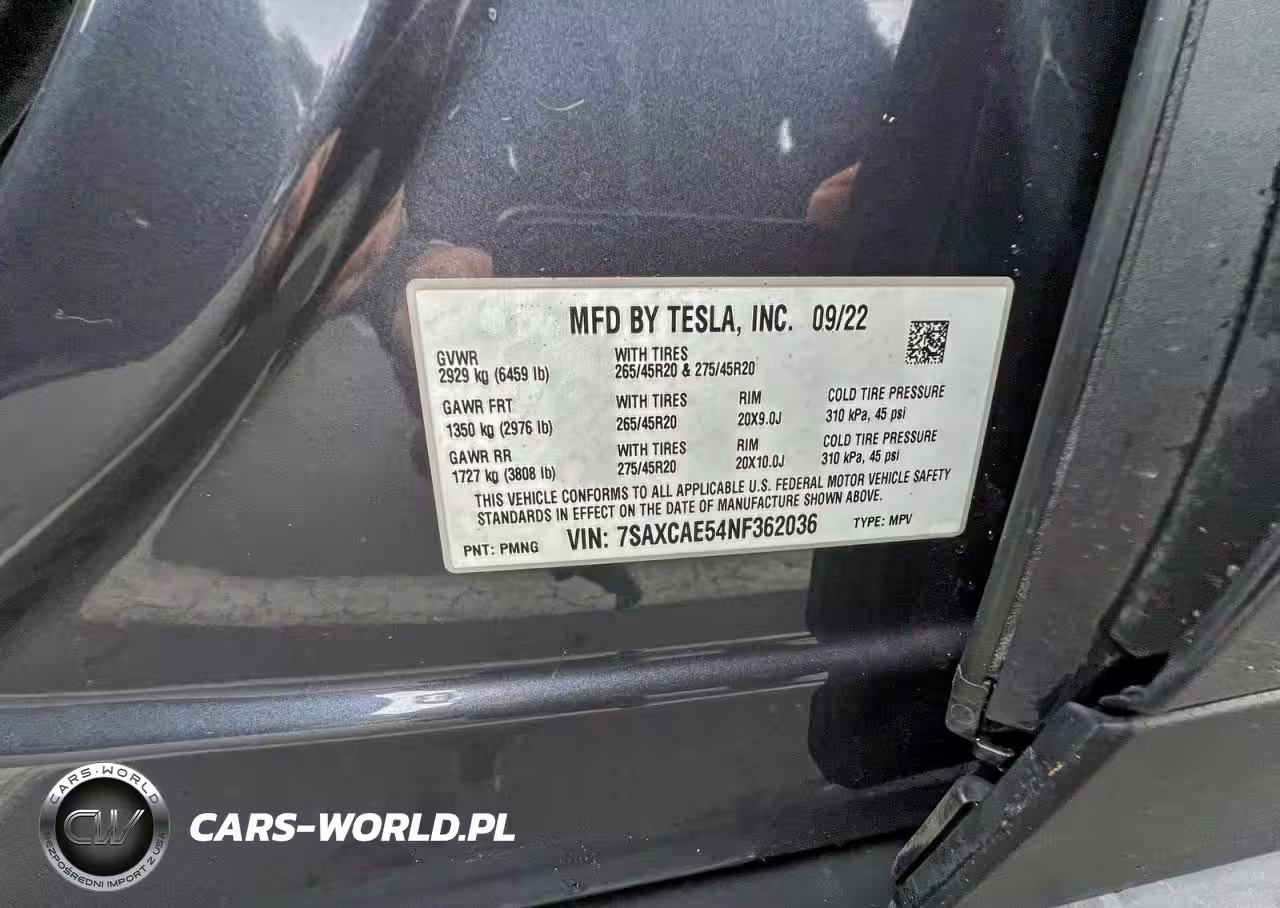 MFD BY TESLA, INC. 09/22
GVWR
2929 kg (6459 lb)
WITH TIRES
265/45R20 & 275/45R20
GAWR FRT
1350 kg (2976 lb)
WITH TIRES
265/45R20
RIM
20X9.0J
COLD TIRE PRESSURE
310 kPa, 45 psi
GAWR RR
1727 kg (3808 lb)
WITH TIRES
275/45R20
RIM
20X10.0J
COLD TIRE PRESSURE
310 kPa, 45 psi
THIS VEHICLE CONFORMS TO ALL APPLICABLE U.S. FEDERAL MOTOR VEHICLE SAFETY
STANDARDS IN EFFECT ON THE DATE OF MANUFACTURE SHOWN ABOVE.
PNT: PMNG VIN: 7SAXCAE54NF362036 TYPE: MPV
CARS-WORLD
CW
BEZPOŚREDNI IMPORT Z USA
CARS-WORLD.PL